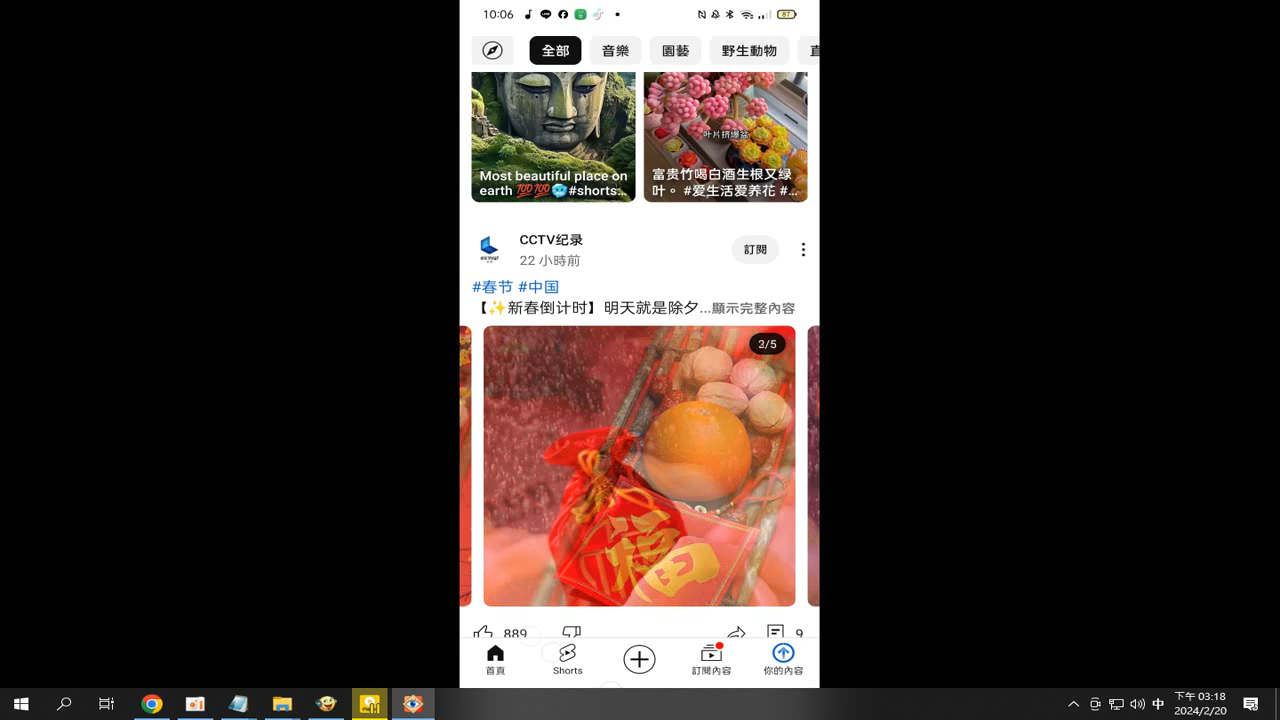 10:06
87
全部
音樂
園藝
野生動物
Most beautiful place on
earth 💯💯🥶#shorts...
叶片挤爆盆
富贵竹喝白酒生根又绿
叶。 #爱生活爱养花 #...
CCTV纪录
22 小時前
訂閱
#春节 #中国
【✨新春倒计时】明天就是除夕...顯示完整內容
2/5
福
889
9
首頁
Shorts
訂閱內容
你的內容
中
下午 03:18
2024/2/20